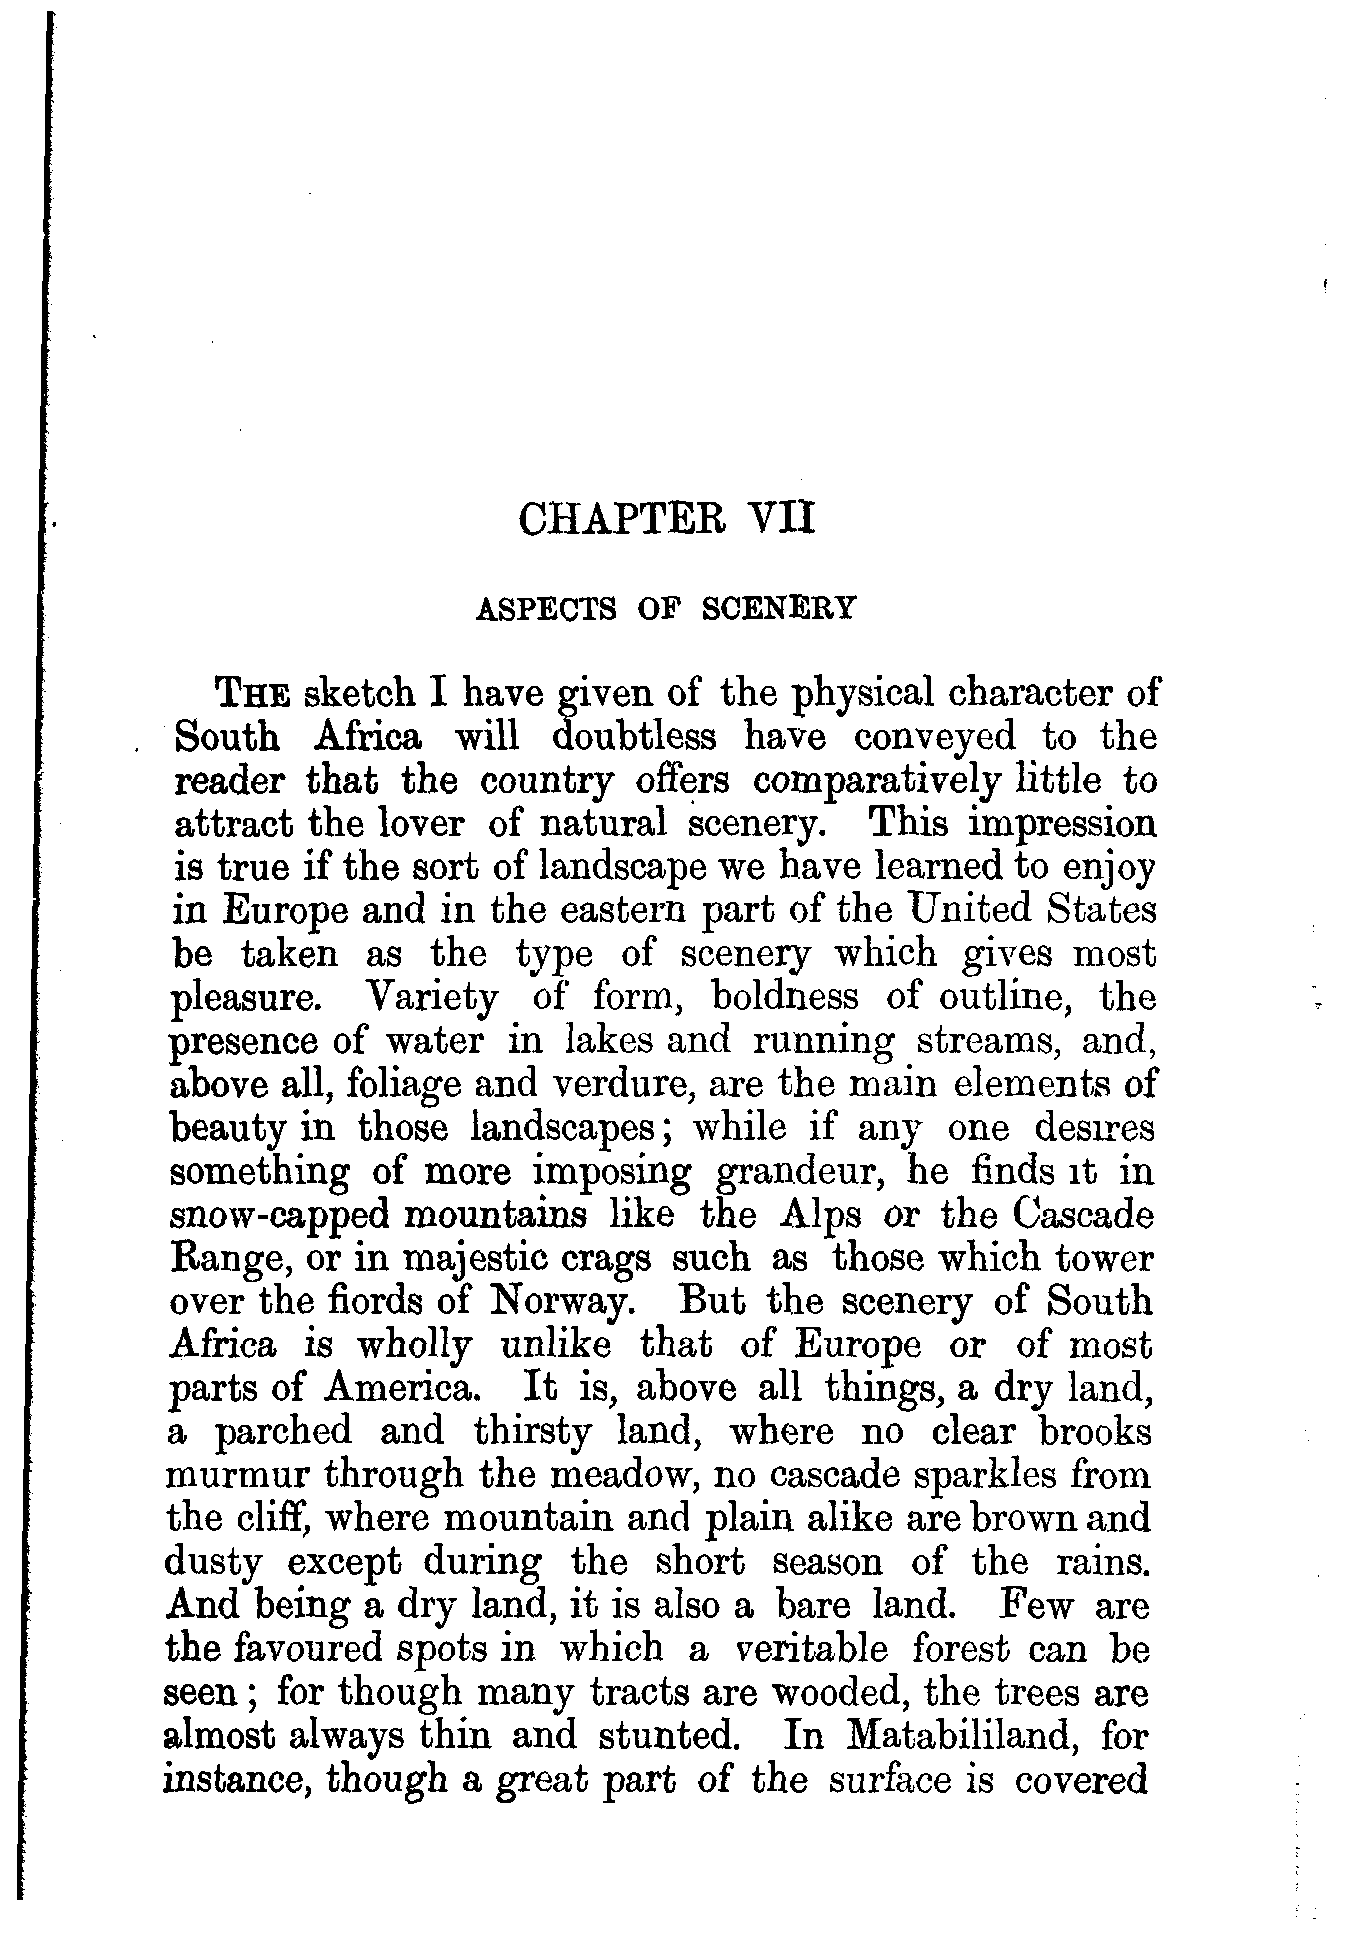 CHAPTER VII
ASPECTS OF SCENERY
THE sketch I have given of the physical character of
South Africa will doubtless have conveyed to the
reader that the country offers comparatively little to
attract the lover of natural scenery. This impression
is true if the sort of landscape we have learned to enjoy
in Europe and in the eastern part of the United States
be taken as the type of scenery which gives most
pleasure. Variety of form, boldness of outline, the
presence of water in lakes and running streams, and,
above all, foliage and verdure, are the main elements of
beauty in those landscapes; while if any one desires
something of more imposing grandeur, he finds it in
snow-capped mountains like the Alps or the Cascade
Range, or in majestic crags such as those which tower
over the fiords of Norway. But the scenery of South
Africa is wholly unlike that of Europe or of most
parts of America. It is, above all things, a dry land,
a parched and thirsty land, where no clear brooks
murmur through the meadow, no cascade sparkles from
the cliff, where mountain and plain alike are brown and
dusty except during the short season of the rains.
And being a dry land, it is also a bare land. Few are
the favoured spots in which a veritable forest can be
seen; for though many tracts are wooded, the trees are
almost always thin and stunted. In Matabililand, for
instance, though a great part of the surface is covered